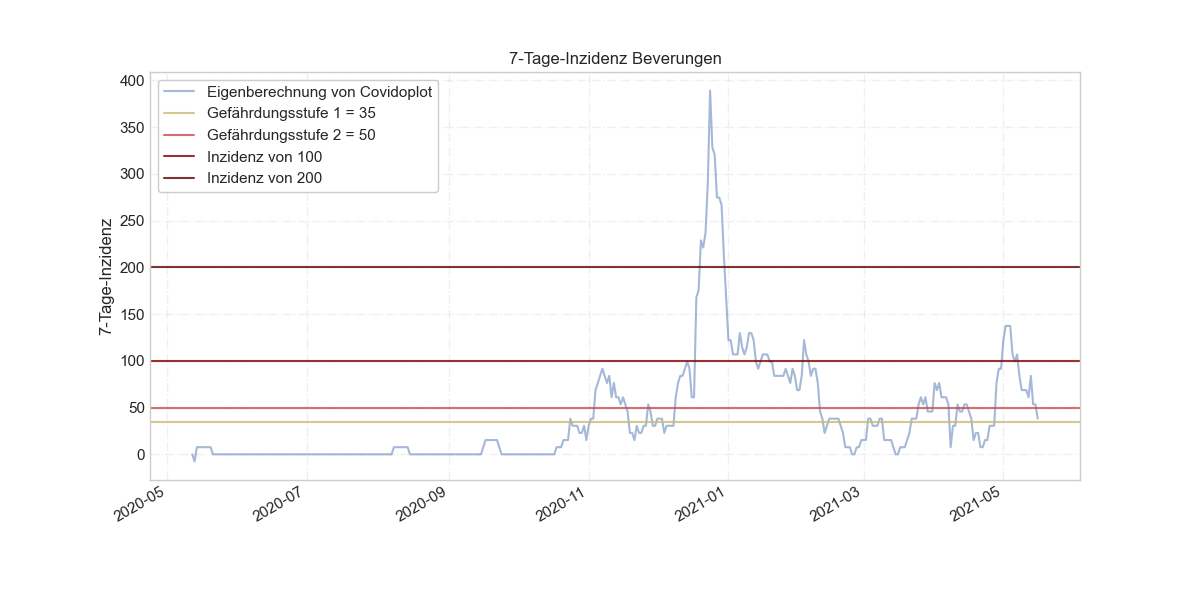 7-Tage-Inzidenz Beverungen
Eigenberechnung von Covidoplot
Gefährdungsstufe 1 = 35
Gefährdungsstufe 2 = 50
Inzidenz von 100
Inzidenz von 200
7-Tage-Inzidenz
400
350
300
250
200
150
100
50
0
2020-05
2020-07
2020-09
2020-11
2021-01
2021-03
2021-05